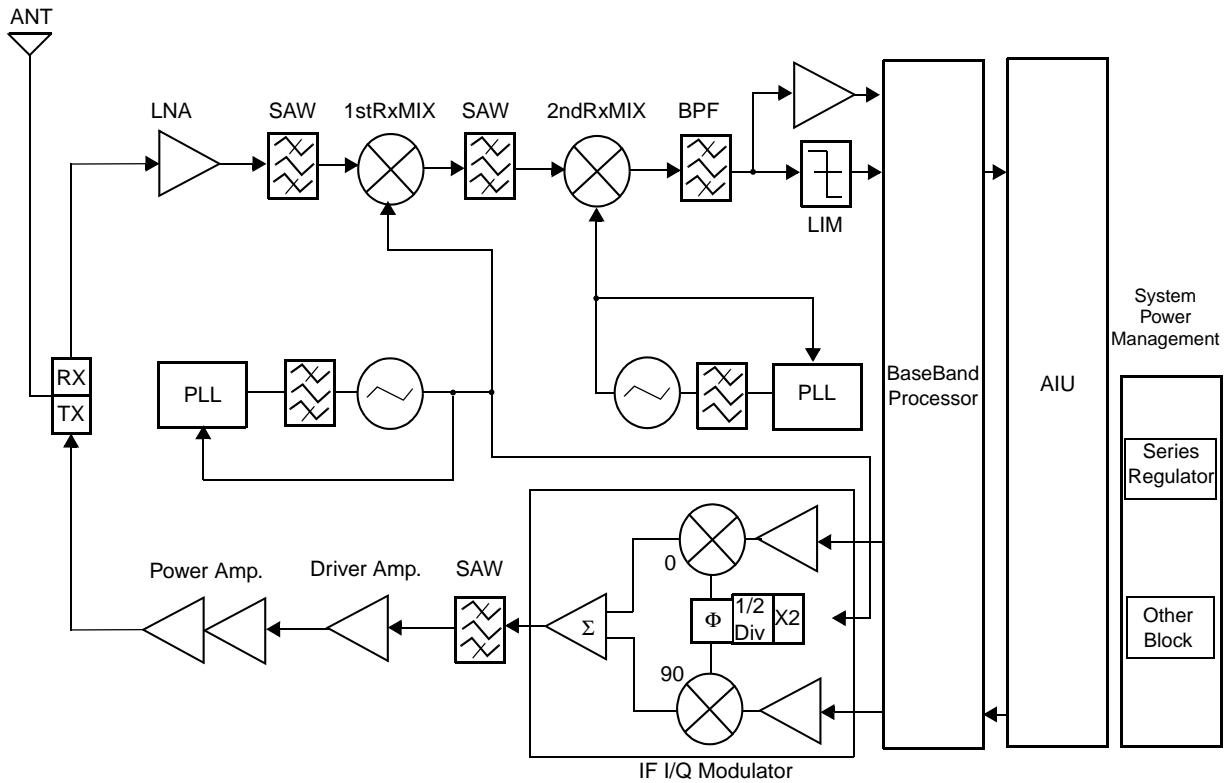 ANT
LNA
SAW
1stRxMIX
SAW
2ndRxMIX
BPF
LIM
RX
TX
PLL
PLL
BaseBand
Processor
AIU
System
Power
Management
Series
Regulator
Other
Block
Power Amp.
Driver Amp.
SAW
Σ
0
Φ
1/2
Div
X2
90
IF I/Q Modulator